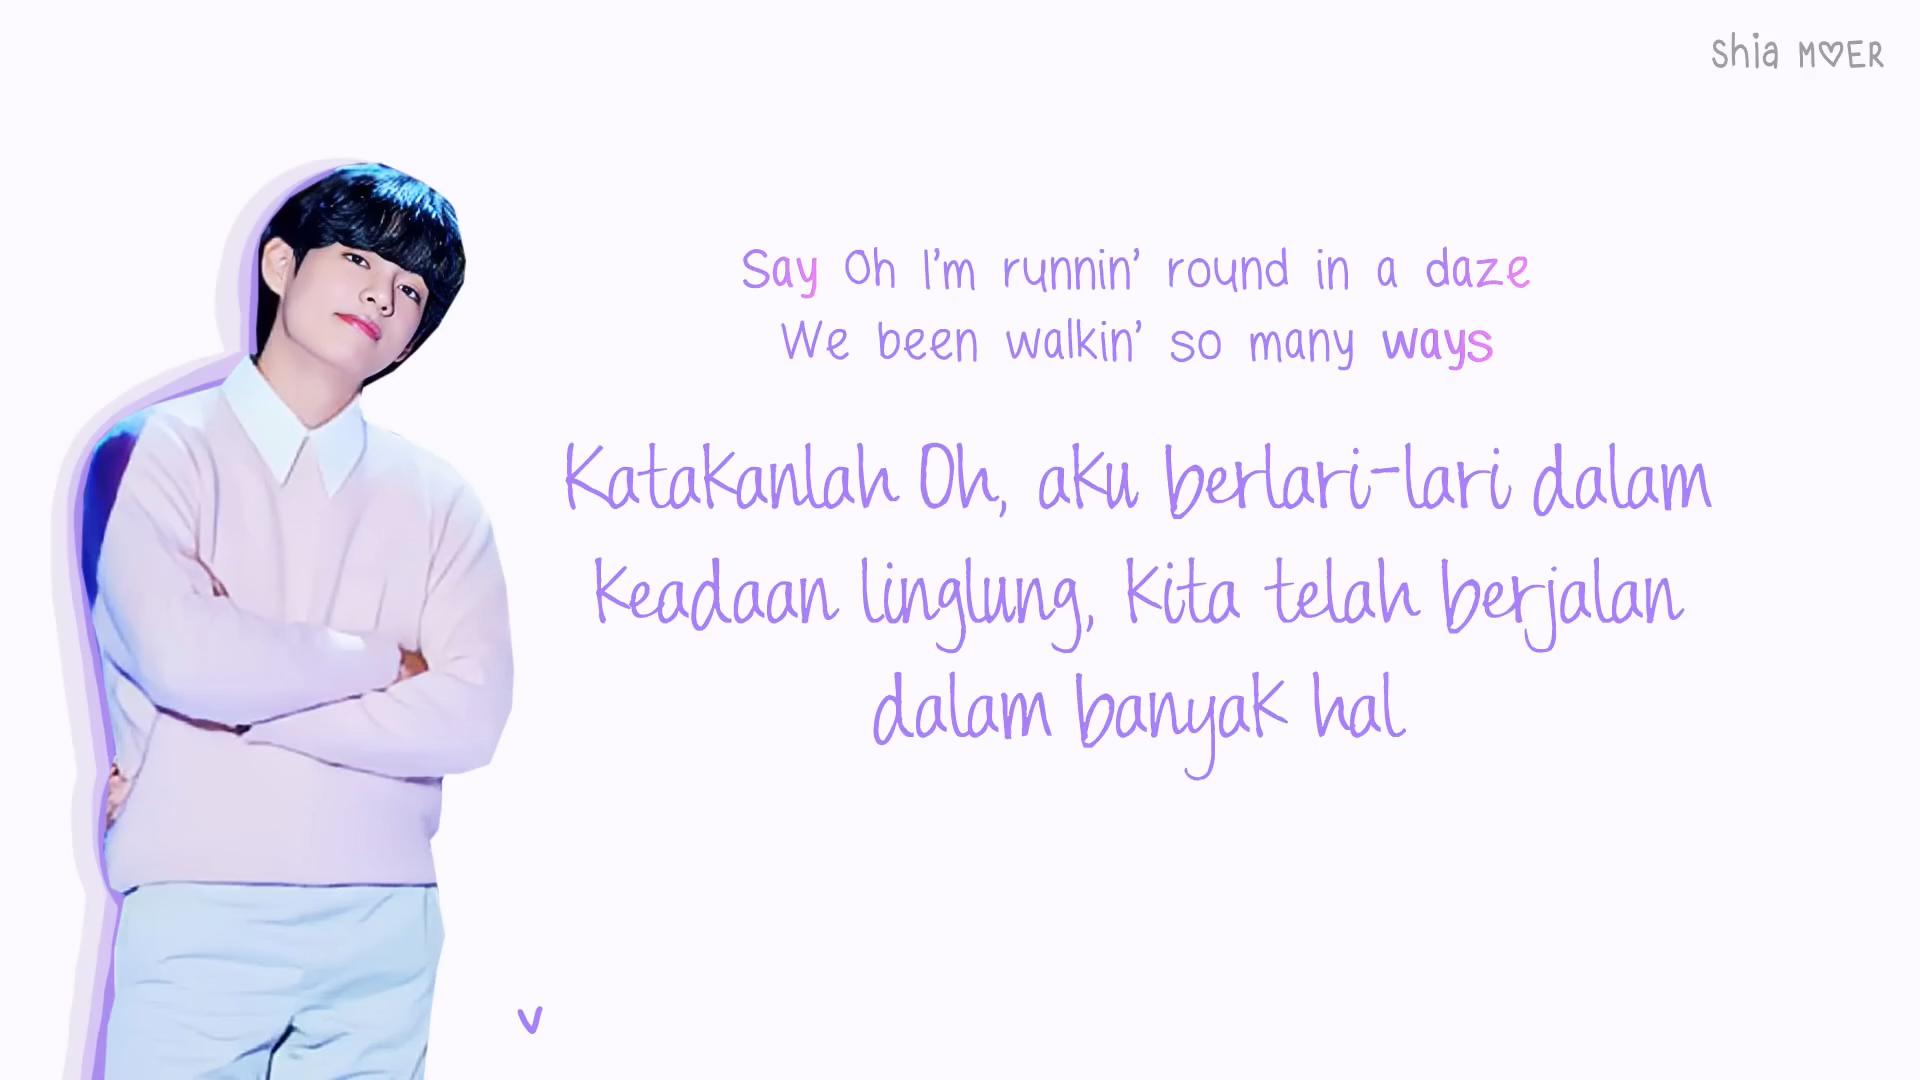 Shia M♡ER
Say Oh I'm runnin' round in a daze
We been walkin' so many ways
Katakanlah Oh, aku berlari-lari dalam
keadaan linglung, kita telah berjalan
dalam banyak hal
v